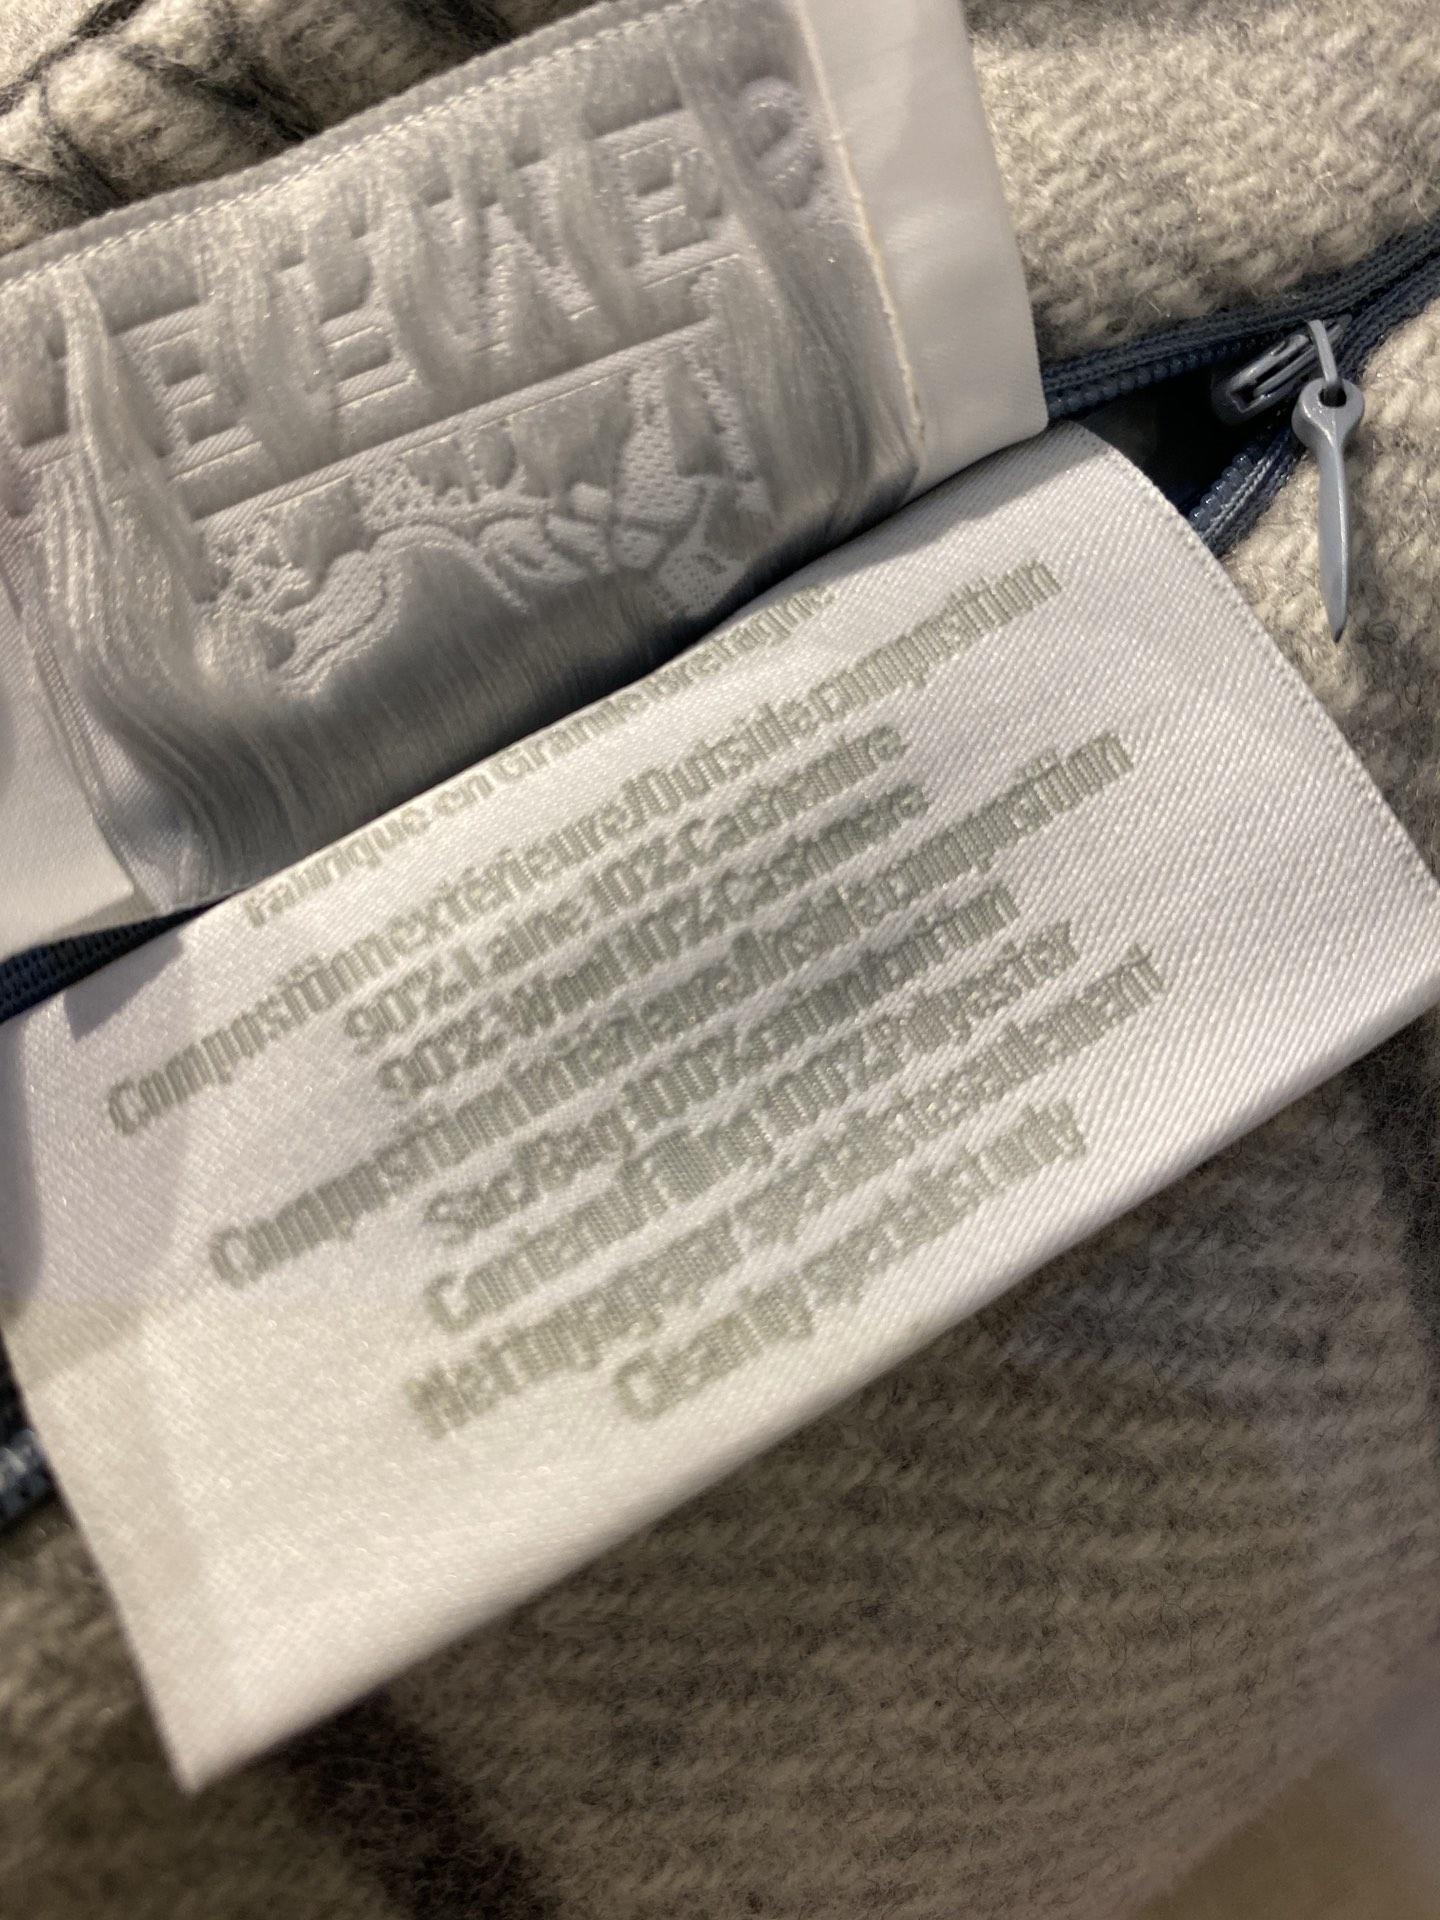 Fabriqué en Grande Bretagne
Composition extérieure/Outside composition
90% Laine 10% Cachemire
90% Wool 10% Cashmere
Composition intérieure/Inside composition
Sac/Bag 100% coton/cotton
Contenu/Filling 100% Polyester
Nettoyage par spécialiste seulement
Clean by specialist only